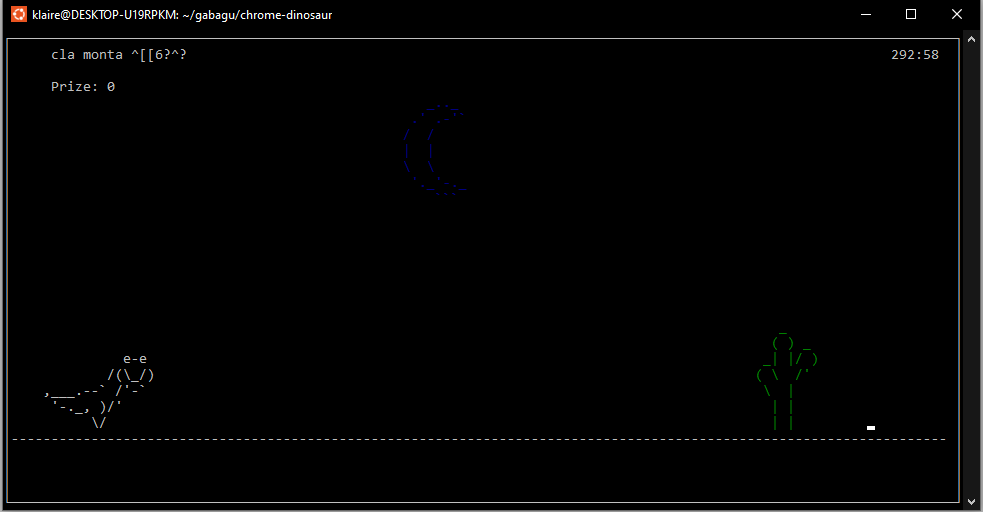 klaire@DESKTOP-U19RPKM: ~/gabagu/chrome-dinosaur
cla monta ^[[6?^?
292:58
Prize: 0